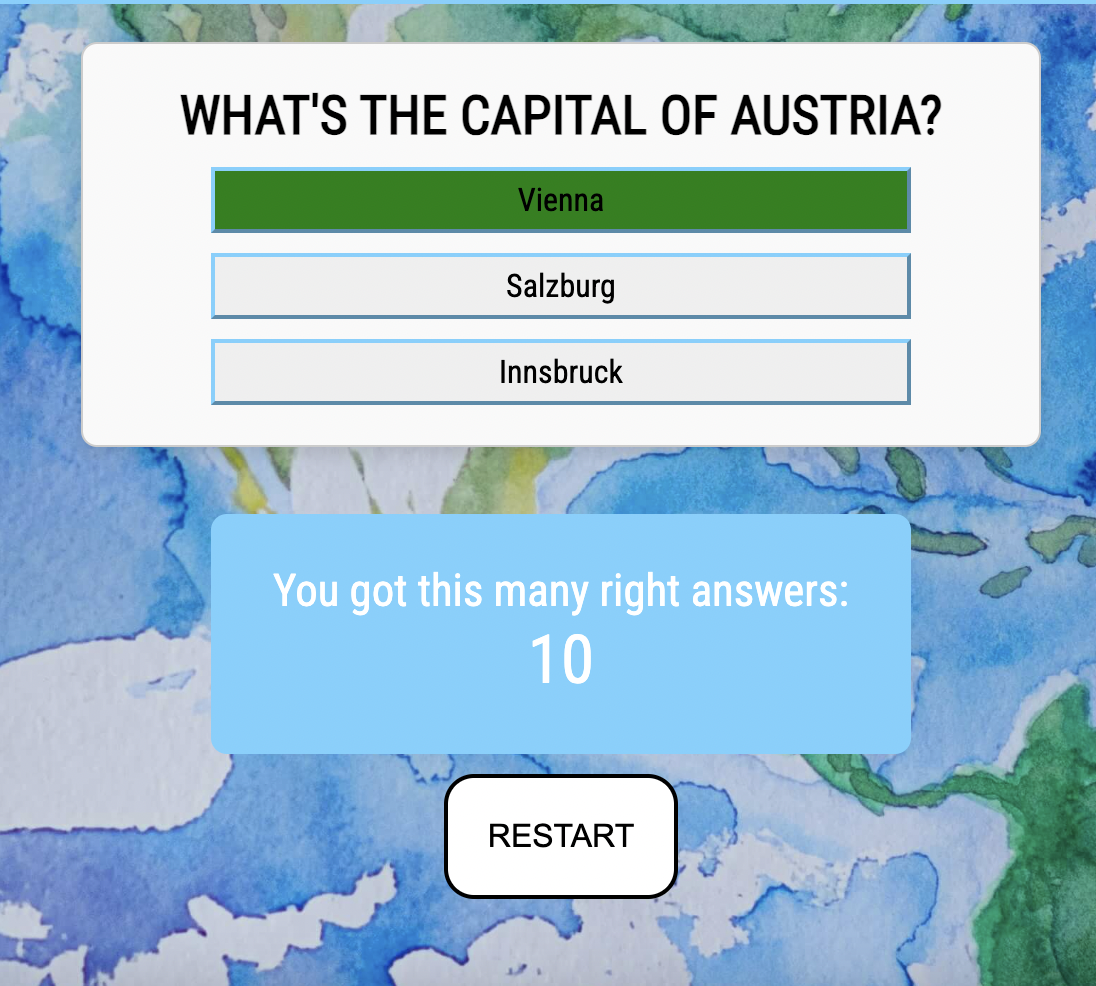 WHAT'S THE CAPITAL OF AUSTRIA?
Vienna
Salzburg
Innsbruck
You got this many right answers:
10
RESTART